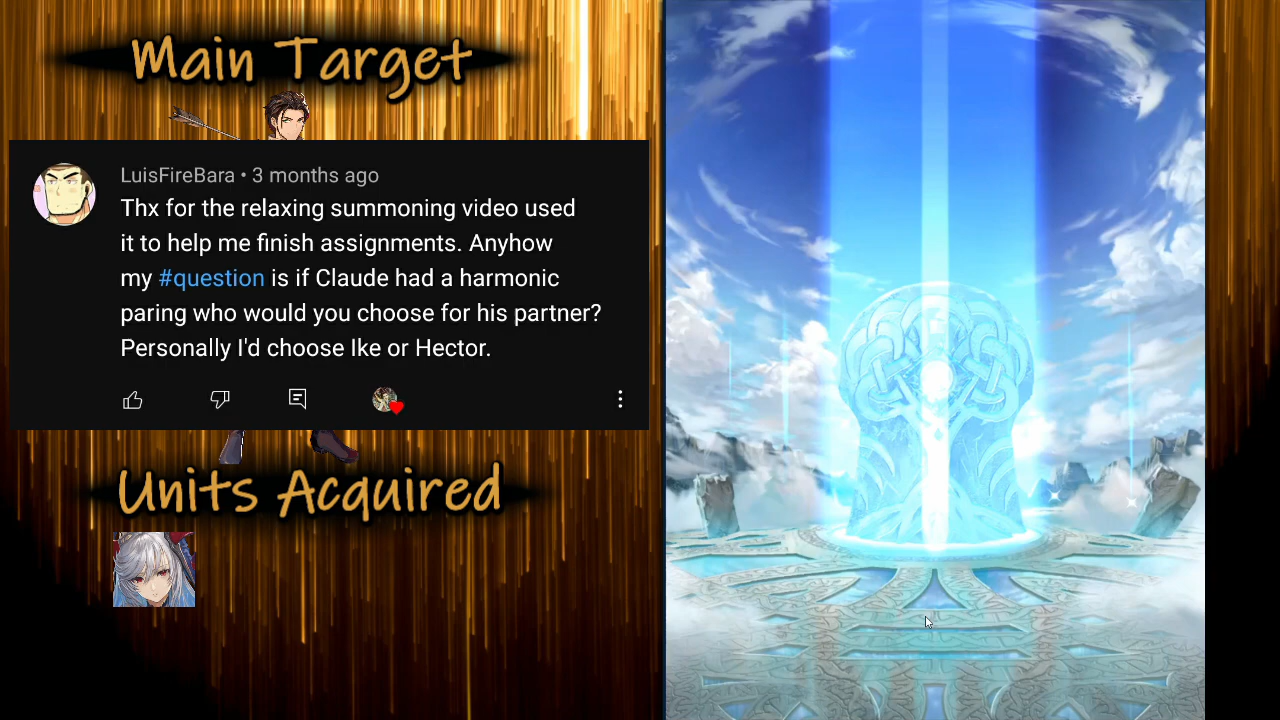 Main Target
LuisFireBara • 3 months ago
Thx for the relaxing summoning video used
it to help me finish assignments. Anyhow
my #question is if Claude had a harmonic
paring who would you choose for his partner?
Personally I'd choose Ike or Hector.
Units Acquired